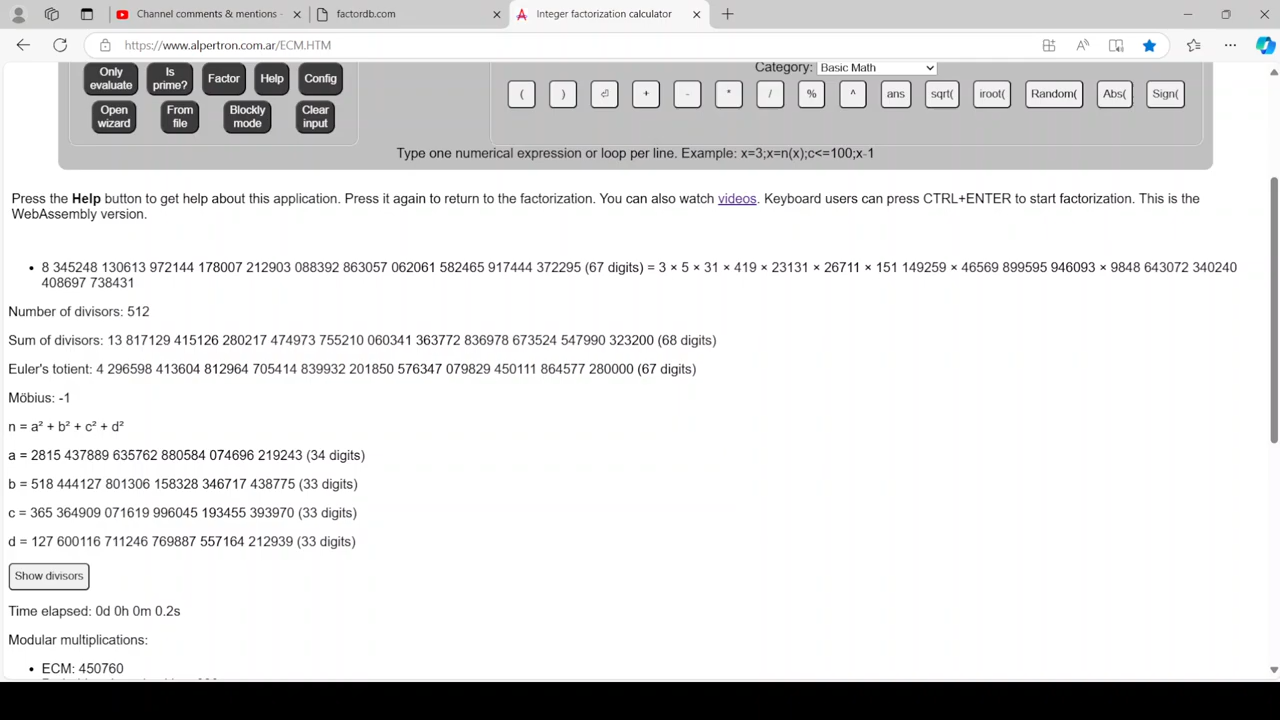 Channel comments & mentions -
factordb.com
Integer factorization calculator
https://www.alpertron.com.ar/ECM.HTM
Only evaluate
Is prime?
Factor
Help
Config
Category: Basic Math
( ) ⏎ + - * / % ^ ans sqrt( iroot( Random( Abs( Sign(
Open wizard
From file
Blockly mode
Clear input
Type one numerical expression or loop per line. Example: x=3;x=n(x);c<=100;x-1
Press the Help button to get help about this application. Press it again to return to the factorization. You can also watch videos. Keyboard users can press CTRL+ENTER to start factorization. This is the
WebAssembly version.
• 8 345248 130613 972144 178007 212903 088392 863057 062061 582465 917444 372295 (67 digits) = 3 × 5 × 31 × 419 × 23131 × 26711 × 151 149259 × 46569 899595 946093 × 9848 643072 340240
408697 738431
Number of divisors: 512
Sum of divisors: 13 817129 415126 280217 474973 755210 060341 363772 836978 673524 547990 323200 (68 digits)
Euler's totient: 4 296598 413604 812964 705414 839932 201850 576347 079829 450111 864577 280000 (67 digits)
Möbius: -1
n = a² + b² + c² + d²
a = 2815 437889 635762 880584 074696 219243 (34 digits)
b = 518 444127 801306 158328 346717 438775 (33 digits)
c = 365 364909 071619 996045 193455 393970 (33 digits)
d = 127 600116 711246 769887 557164 212939 (33 digits)
Show divisors
Time elapsed: 0d 0h 0m 0.2s
Modular multiplications:
• ECM: 450760